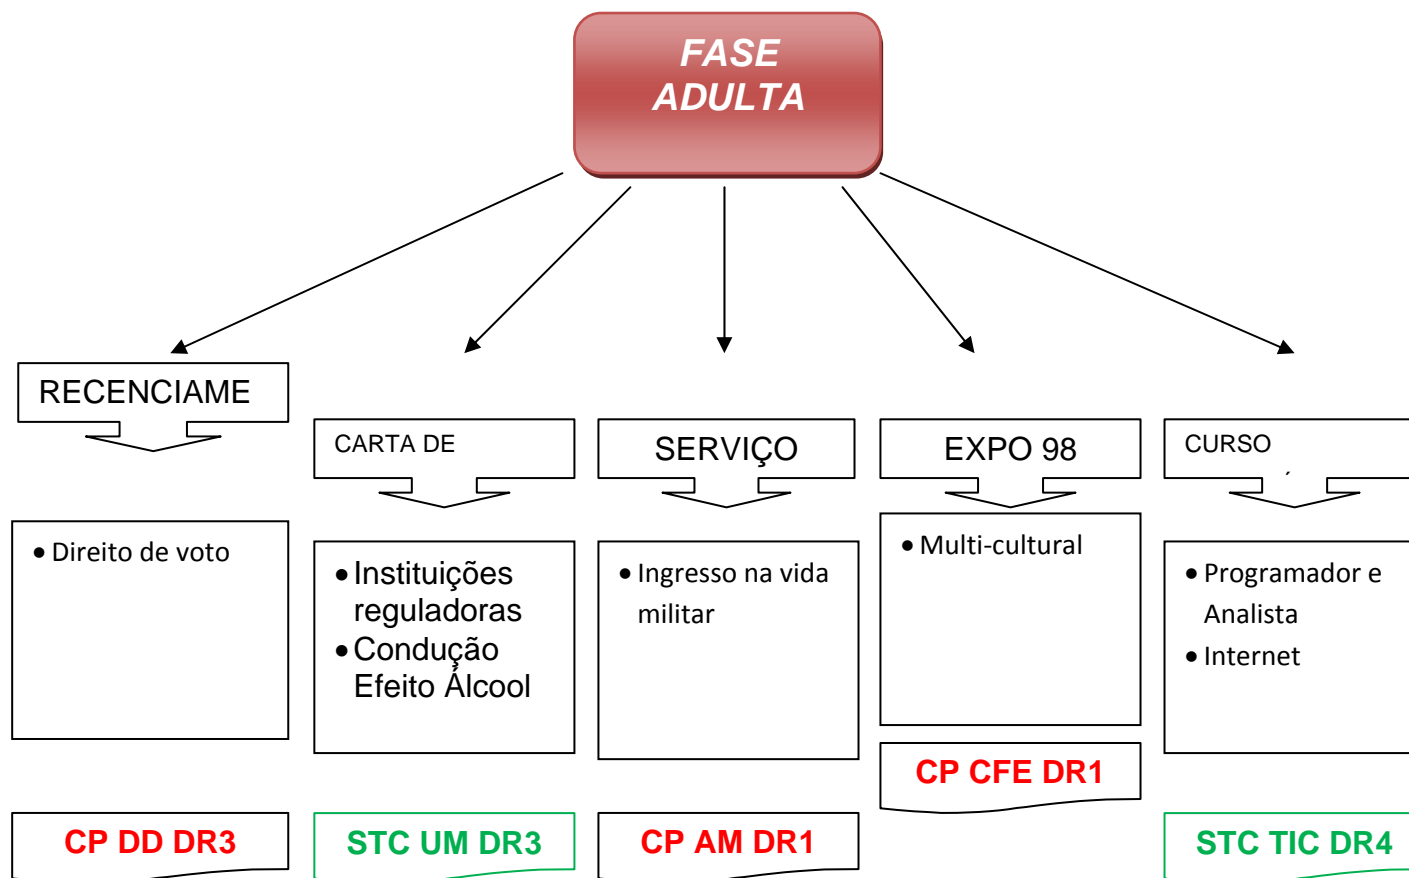 FASE
ADULTA
RECENCIAME
CARTA DE
SERVIÇO
EXPO 98
CURSO
• Direito de voto
• Instituições
reguladoras
• Condução
Efeito Álcool
• Ingresso na vida
militar
• Multi-cultural
• Programador e
Analista
• Internet
CP DD DR3
STC UM DR3
CP AM DR1
CP CFE DR1
STC TIC DR4